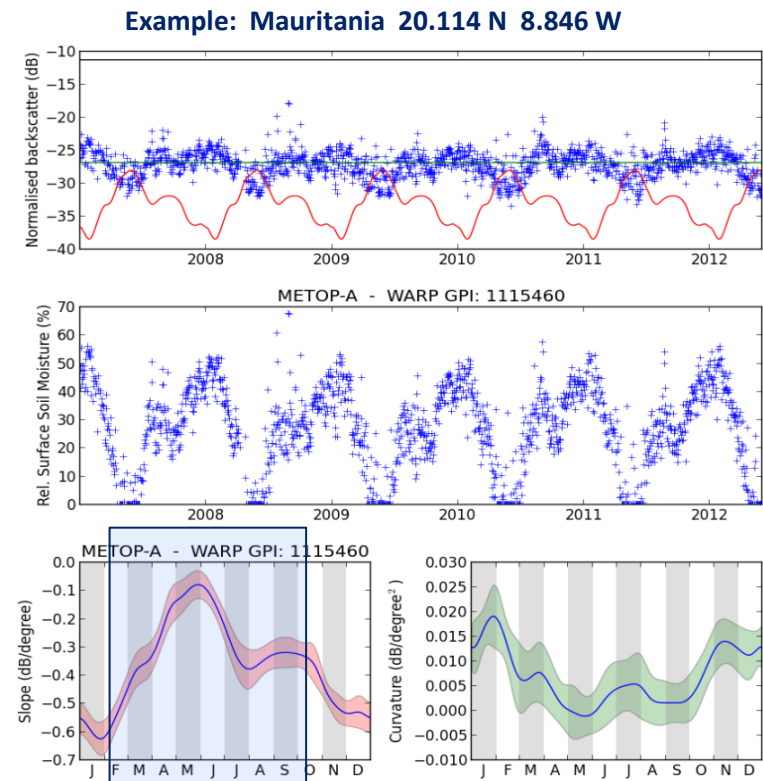 Example: Mauritania 20.114 N 8.846 W
Normalised backscatter (dB)
−10
−15
−20
−25
−30
−35
−40
2008 2009 2010 2011 2012
METOP-A - WARP GPI: 1115460
Rel. Surface Soil Moisture (%)
70
60
50
40
30
20
10
0
2008 2009 2010 2011 2012
METOP-A - WARP GPI: 1115460
Slope (dB/degree)
0.0
−0.1
−0.2
−0.3
−0.4
−0.5
−0.6
−0.7
J F M A M J J A S O N D
Curvature (dB/degree²)
0.030
0.025
0.020
0.015
0.010
0.005
0.000
−0.005
−0.010
J F M A M J J A S O N D